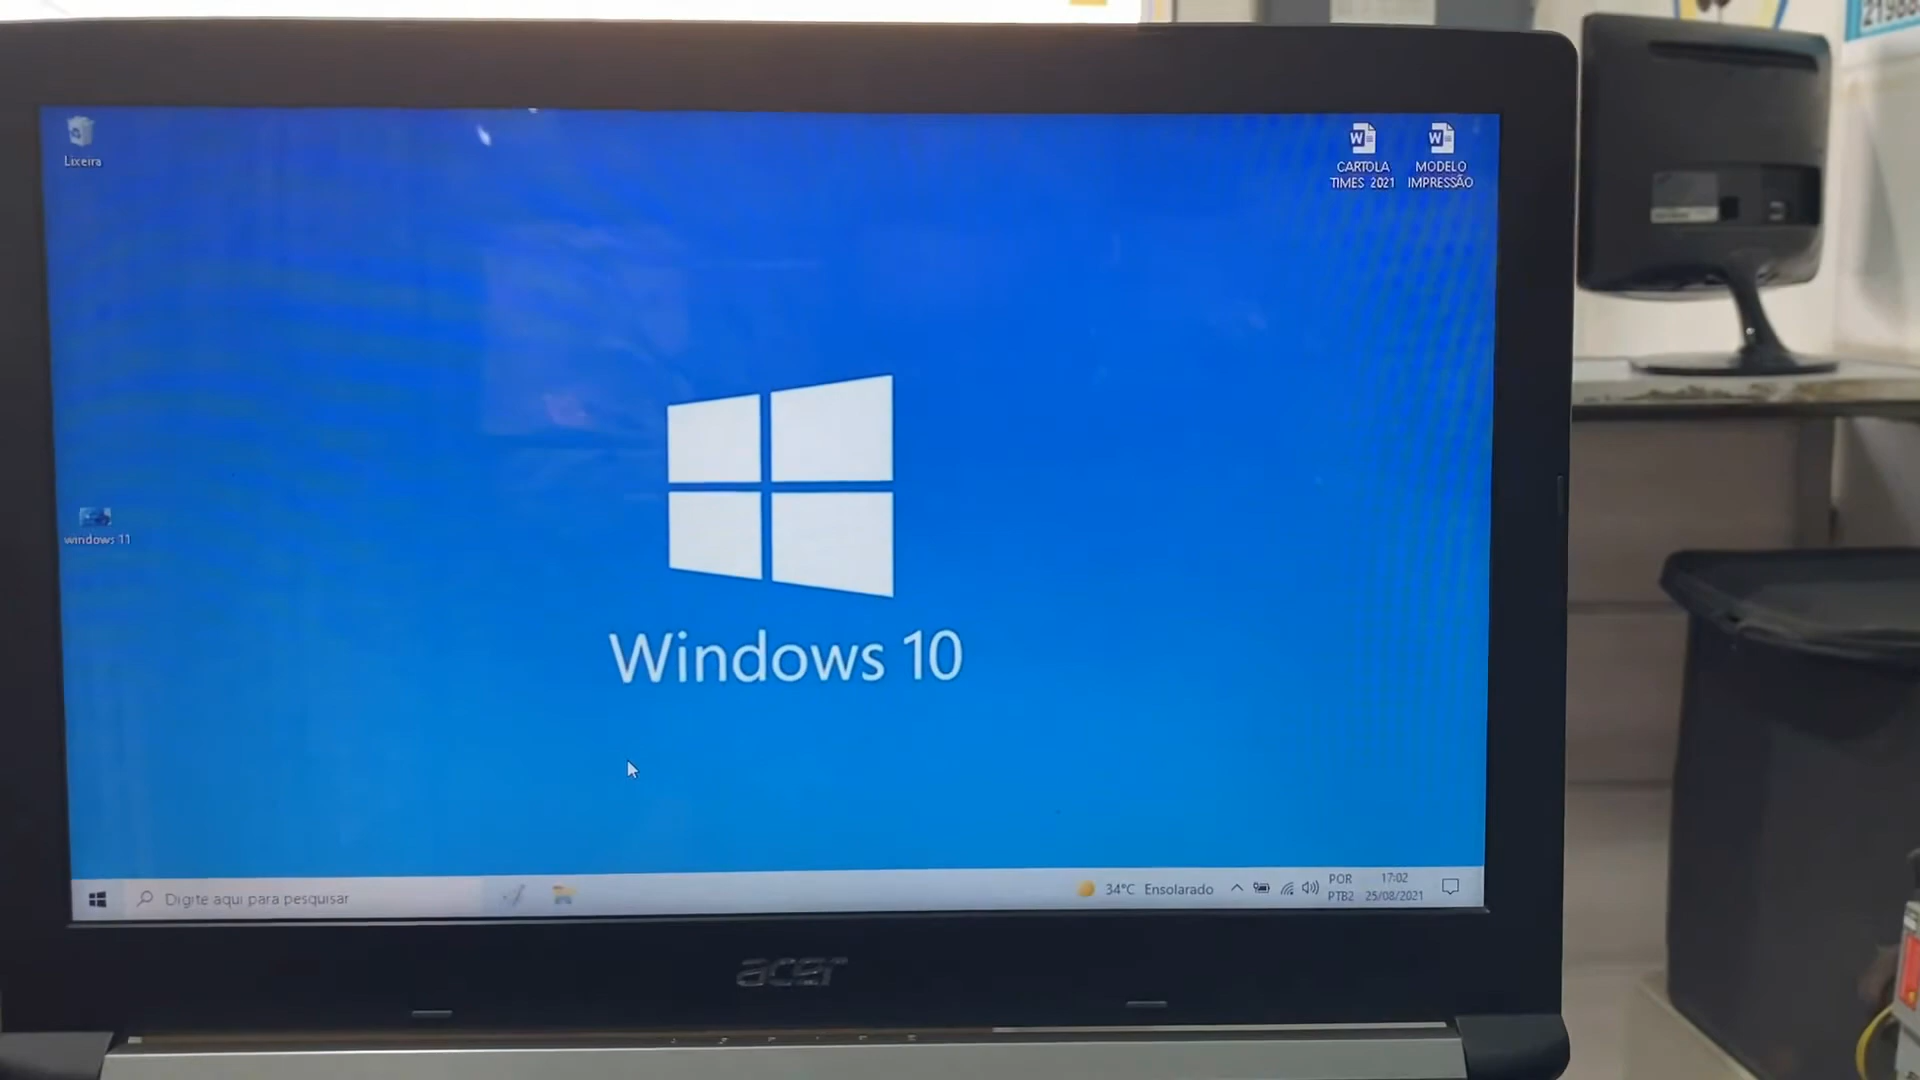 21988
Lixeira
CARTOLA
TIMES 2021
MODELO
IMPRESSÃO
windows 11
Windows 10
Digite aqui para pesquisar
34°C Ensolarado
POR
PTB2
17:02
25/08/2021
acer